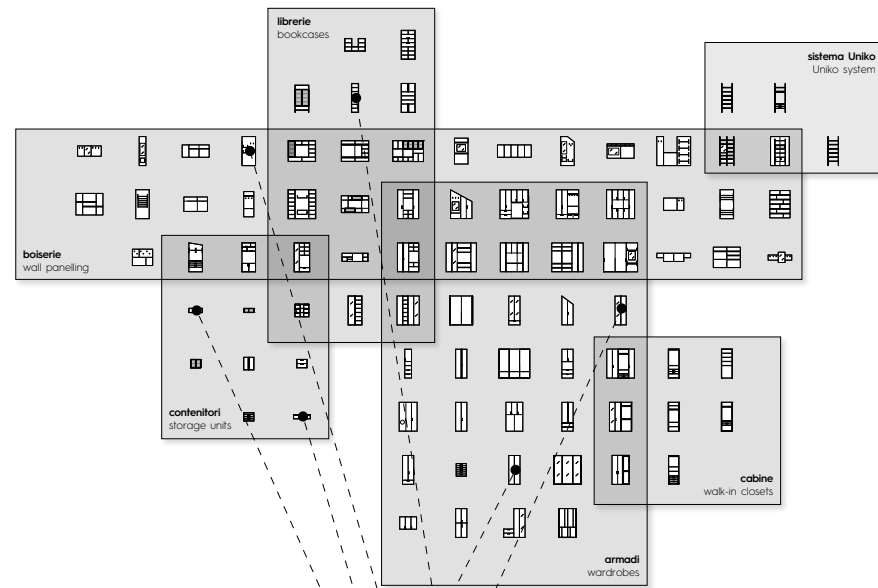 librerie
bookcases
sistema Uniko
Uniko system
boiserie
wall panelling
contenitori
storage units
cabine
walk-in closets
armadi
wardrobes